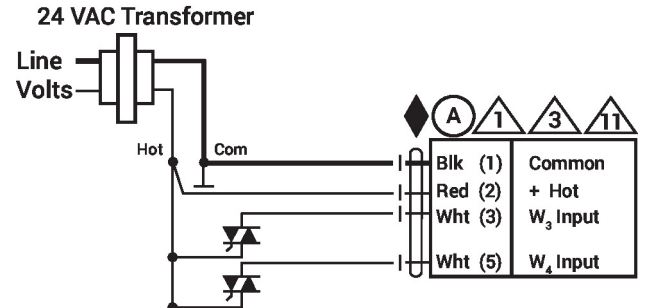 24 VAC Transformer
Line
Volts
Hot
Com
A 1 3 11
Blk (1) Common
Red (2) + Hot
Wht (3) W₃ Input
Wht (5) W₄ Input